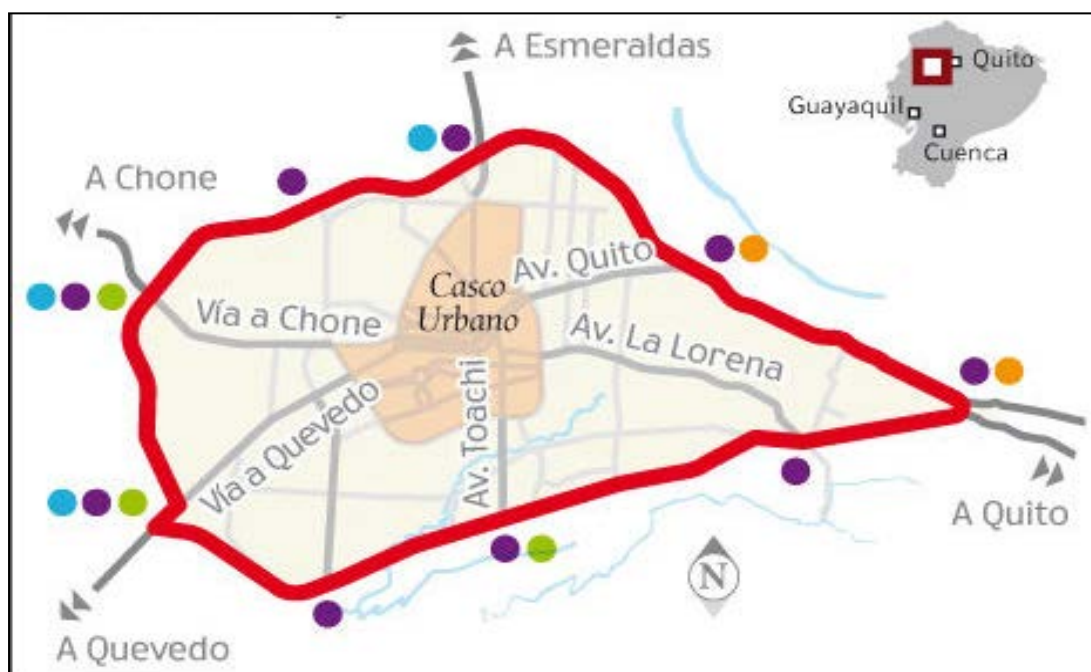 A Esmeraldas
Quito
Guayaquil
Cuenca
A Chone
Av. Quito
Casco
Urbano
Vía a Chone
Av. La Lorena
Vía a Quevedo
Av. Toachi
A Quito
N
A Quevedo